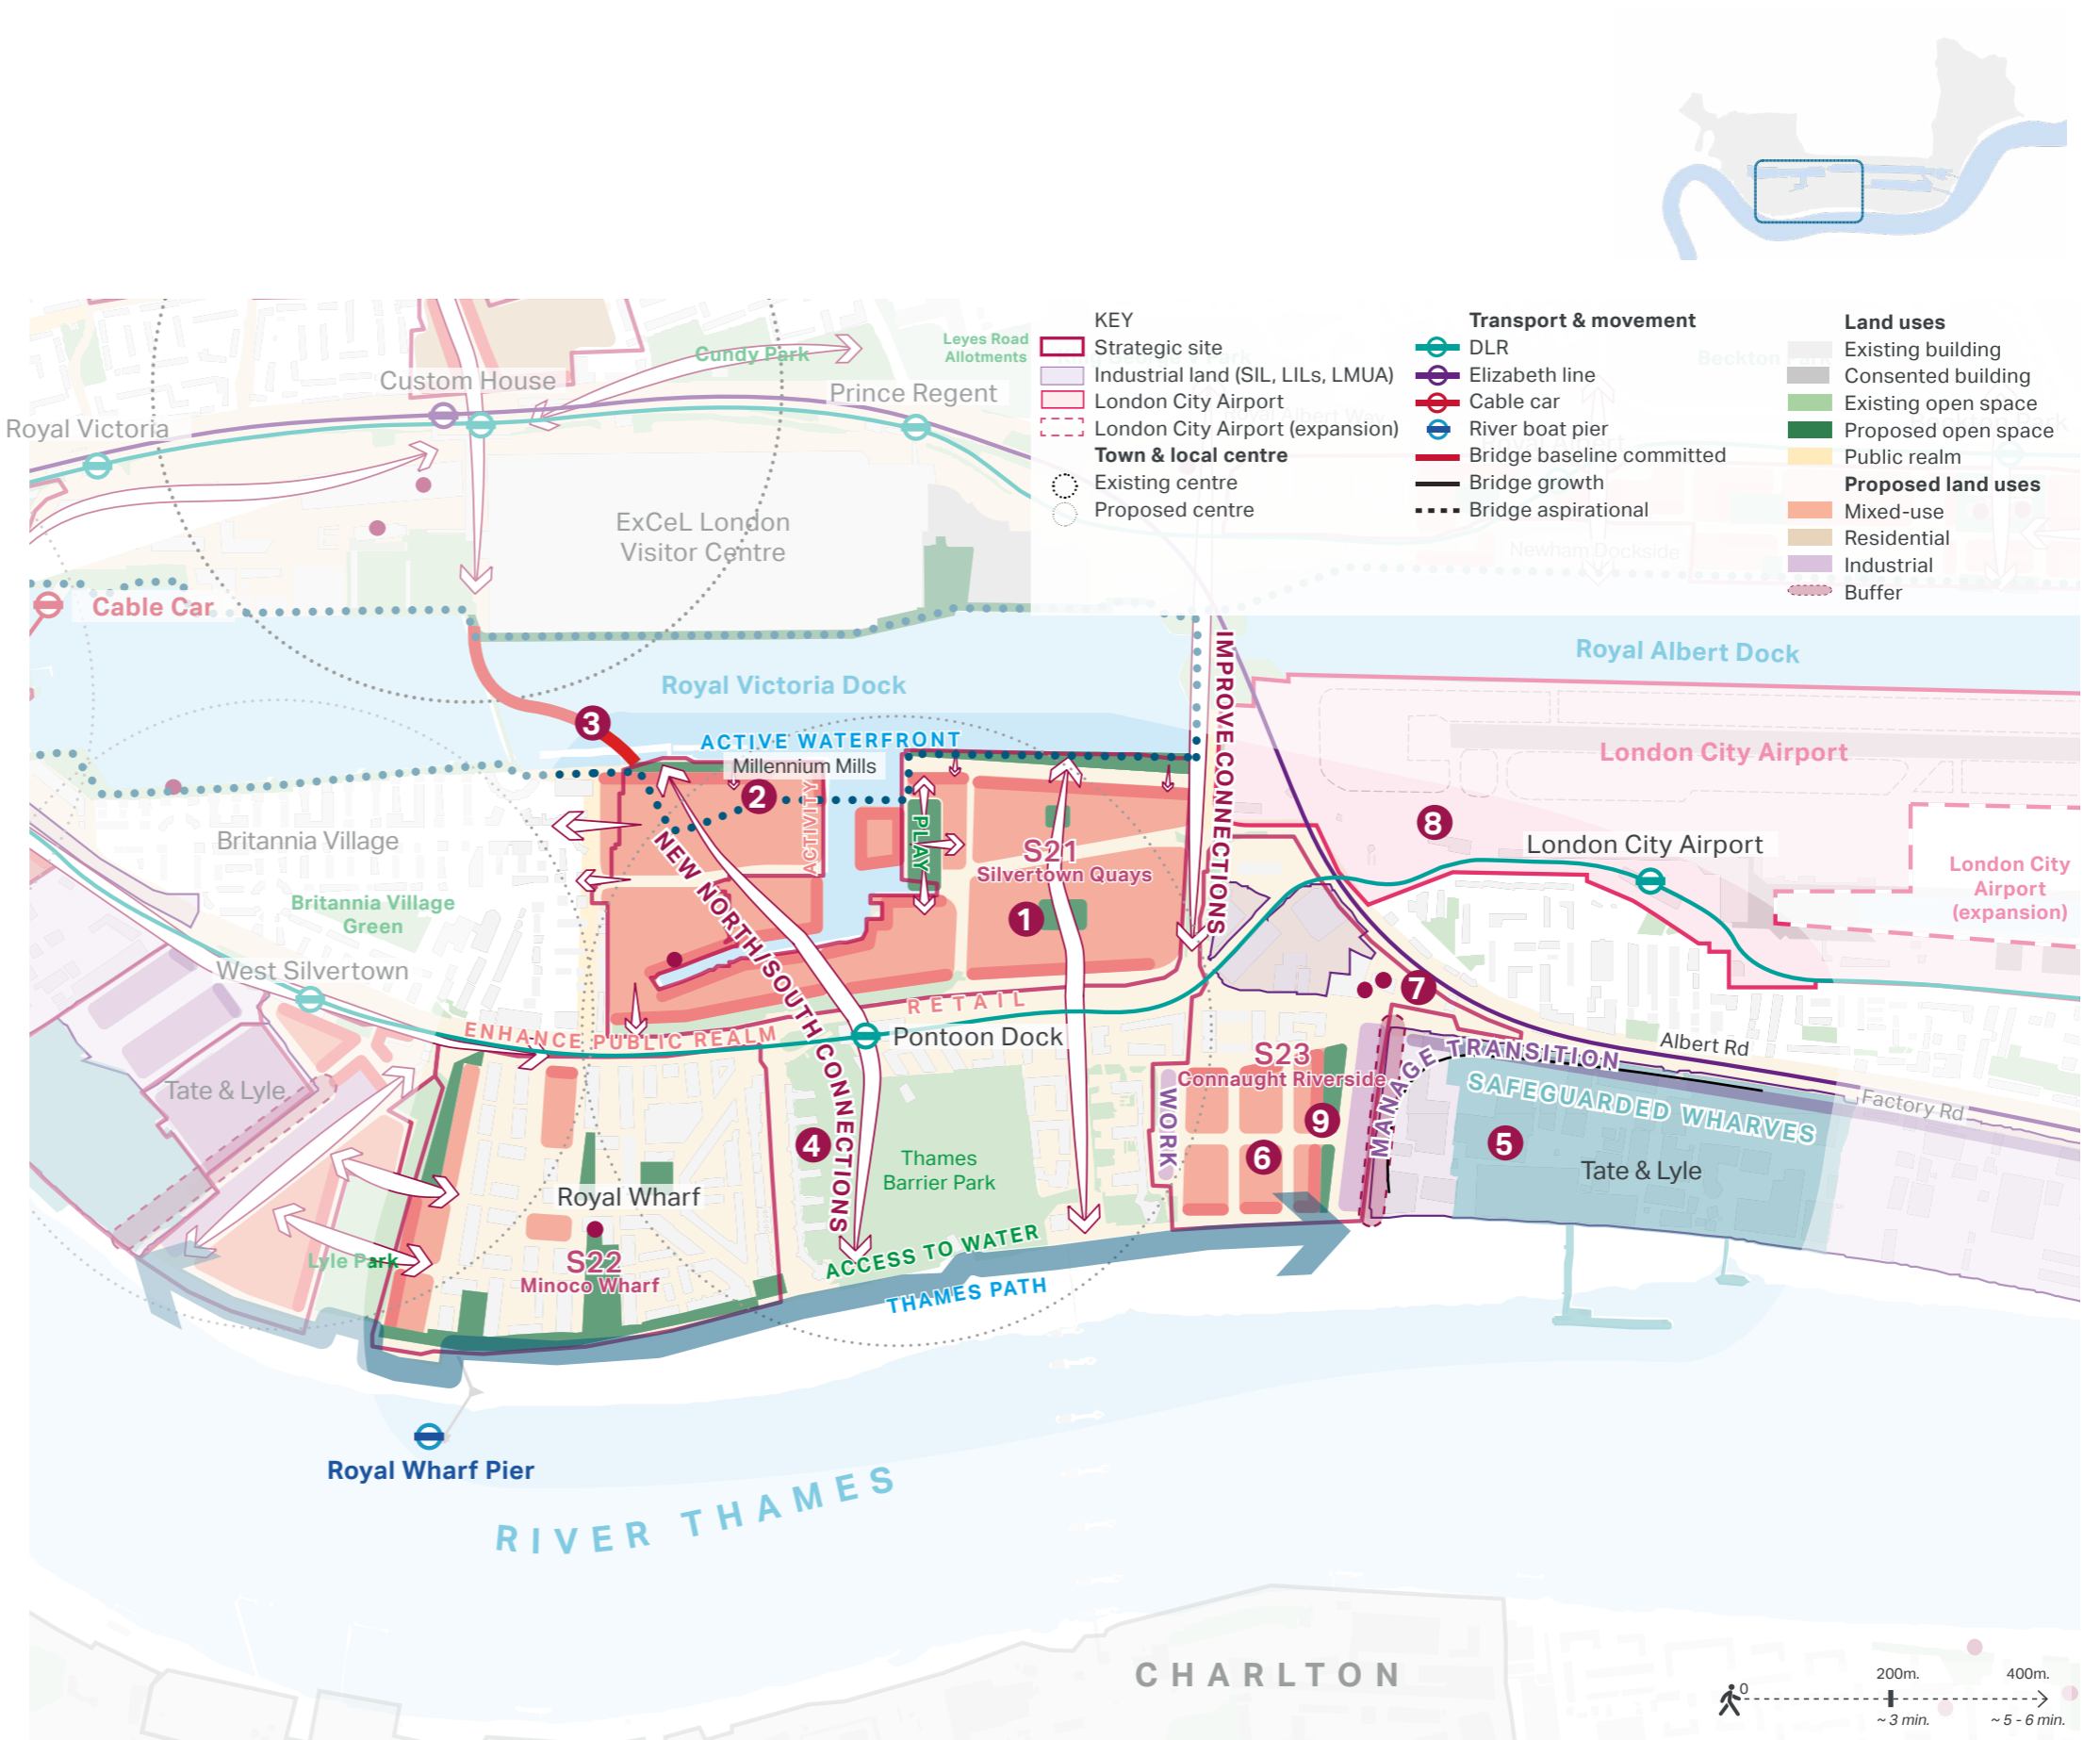 KEY
Strategic site
Industrial land (SIL, LILs, LMUA)
London City Airport
London City Airport (expansion)
Town & local centre
Existing centre
Proposed centre
Transport & movement
DLR
Elizabeth line
Cable car
River boat pier
Bridge baseline committed
Bridge growth
Bridge aspirational
Land uses
Existing building
Consented building
Existing open space
Proposed open space
Public realm
Proposed land uses
Mixed-use
Residential
Industrial
Buffer
Cundy Park
Leyes Road
Allotments
Custom House
Prince Regent
Royal Victoria
Royal Albert Way
Royal Albert
Newham Dockside
ExCeL London
Visitor Centre
Cable Car
Royal Victoria Dock
Royal Albert Dock
IMPROVE CONNECTIONS
3
ACTIVE WATERFRONT
Millennium Mills
2
ACTIVITY
PLAY
London City Airport
8
London City Airport
London City
Airport
(expansion)
Britannia Village
Britannia Village
Green
S21
Silvertown Quays
1
NEW NORTH/SOUTH CONNECTIONS
West Silvertown
RETAIL
ENHANCE PUBLIC REALM
Pontoon Dock
7
Albert Rd
Factory Rd
MANAGE TRANSITION
SAFEGUARDED WHARVES
S23
Connaught Riverside
WORK
9
6
5
Tate & Lyle
Tate & Lyle
4
Thames
Barrier Park
Royal Wharf
S22
Minoco Wharf
Lyle Park
ACCESS TO WATER
THAMES PATH
Royal Wharf Pier
RIVER THAMES
CHARLTON
0
200m.
400m.
~ 3 min.
~ 5 - 6 min.